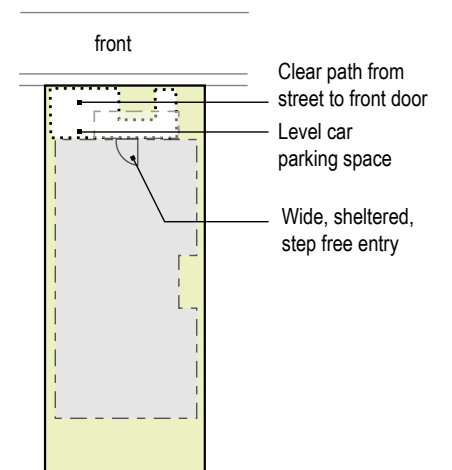 front
Clear path from
street to front door
Level car
parking space
Wide, sheltered,
step free entry